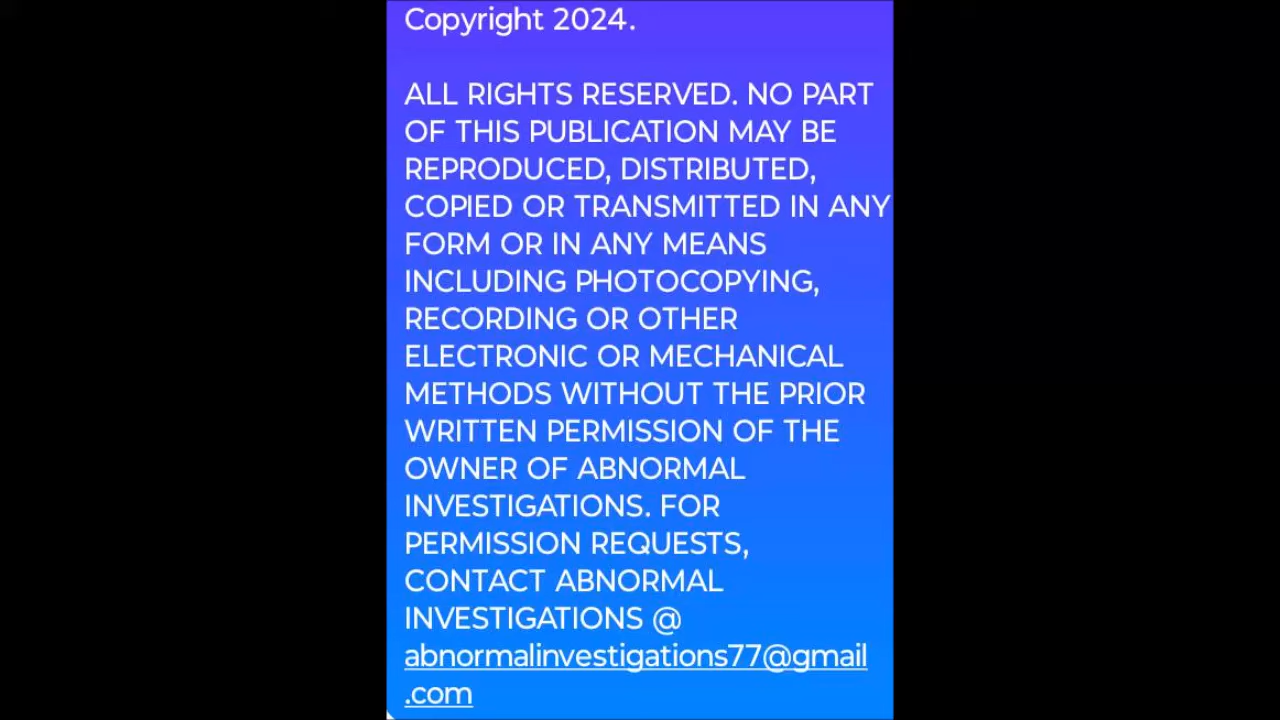 Copyright 2024.
ALL RIGHTS RESERVED. NO PART
OF THIS PUBLICATION MAY BE
REPRODUCED, DISTRIBUTED,
COPIED OR TRANSMITTED IN ANY
FORM OR IN ANY MEANS
INCLUDING PHOTOCOPYING,
RECORDING OR OTHER
ELECTRONIC OR MECHANICAL
METHODS WITHOUT THE PRIOR
WRITTEN PERMISSION OF THE
OWNER OF ABNORMAL
INVESTIGATIONS. FOR
PERMISSION REQUESTS,
CONTACT ABNORMAL
INVESTIGATIONS @
abnormalinvestigations77@gmail
.com